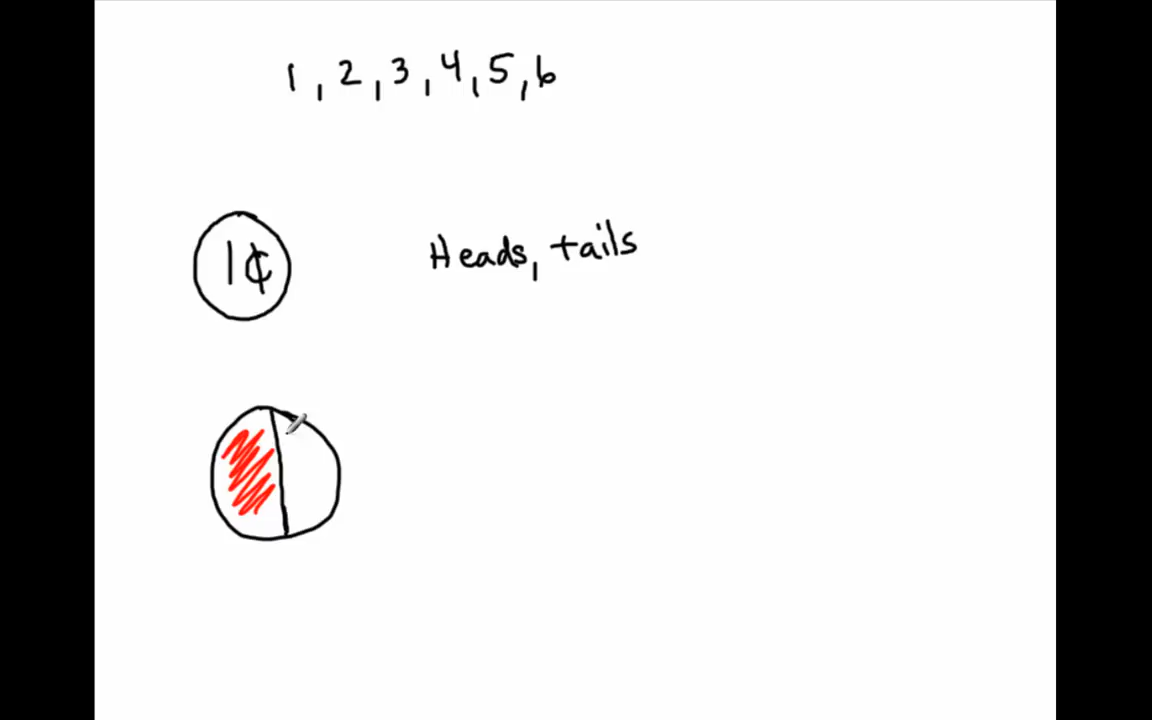 1, 2, 3, 4, 5, 6
1¢
Heads, tails